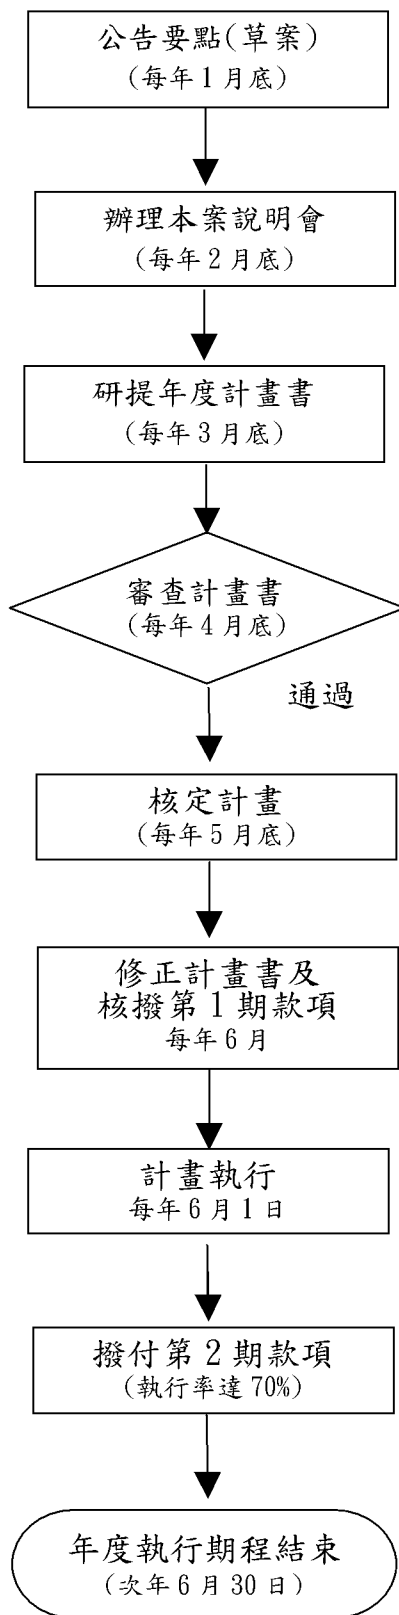 公告要點(草案)
(每年1月底)
辦理本案說明會
(每年2月底)
研提年度計畫書
(每年3月底)
審查計畫書
(每年4月底)
通過
核定計畫
(每年5月底)
修正計畫書及
核撥第1期款項
每年6月
計畫執行
每年6月1日
撥付第2期款項
(執行率達70%)
年度執行期程結束
(次年6月30日)